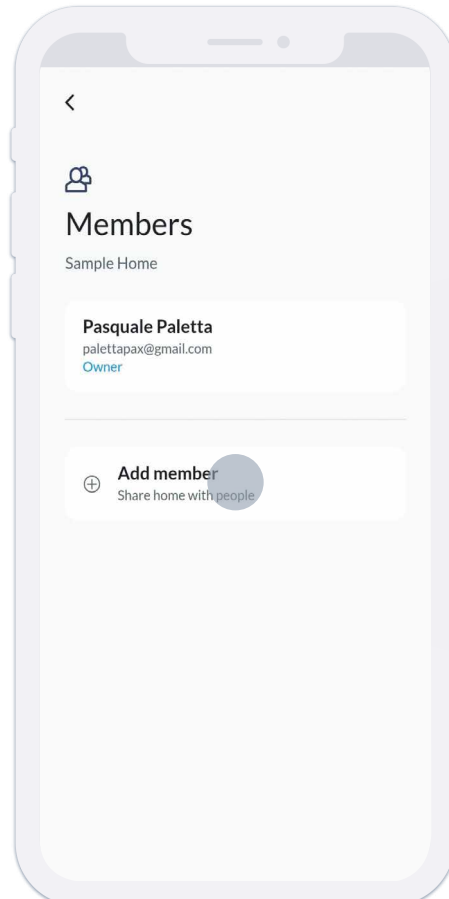 Members
Sample Home
Pasquale Paletta
palettapax@gmail.com
Owner
Add member
Share home with people